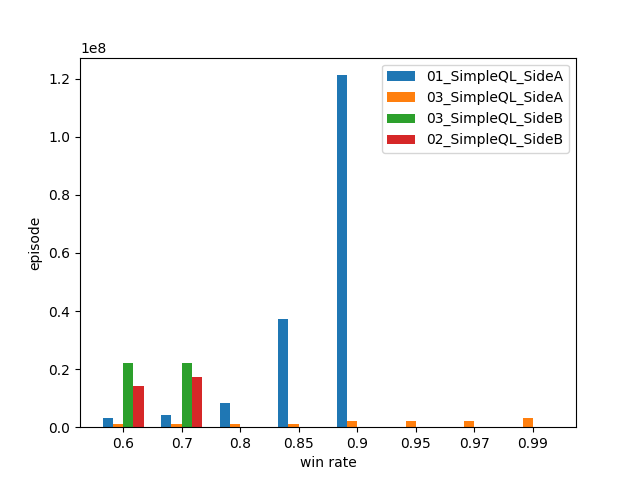 1e8
1.2
1.0
0.8
0.6
0.4
0.2
0.0
episode
01_SimpleQL_SideA
03_SimpleQL_SideA
03_SimpleQL_SideB
02_SimpleQL_SideB
0.6 0.7 0.8 0.85 0.9 0.95 0.97 0.99
win rate